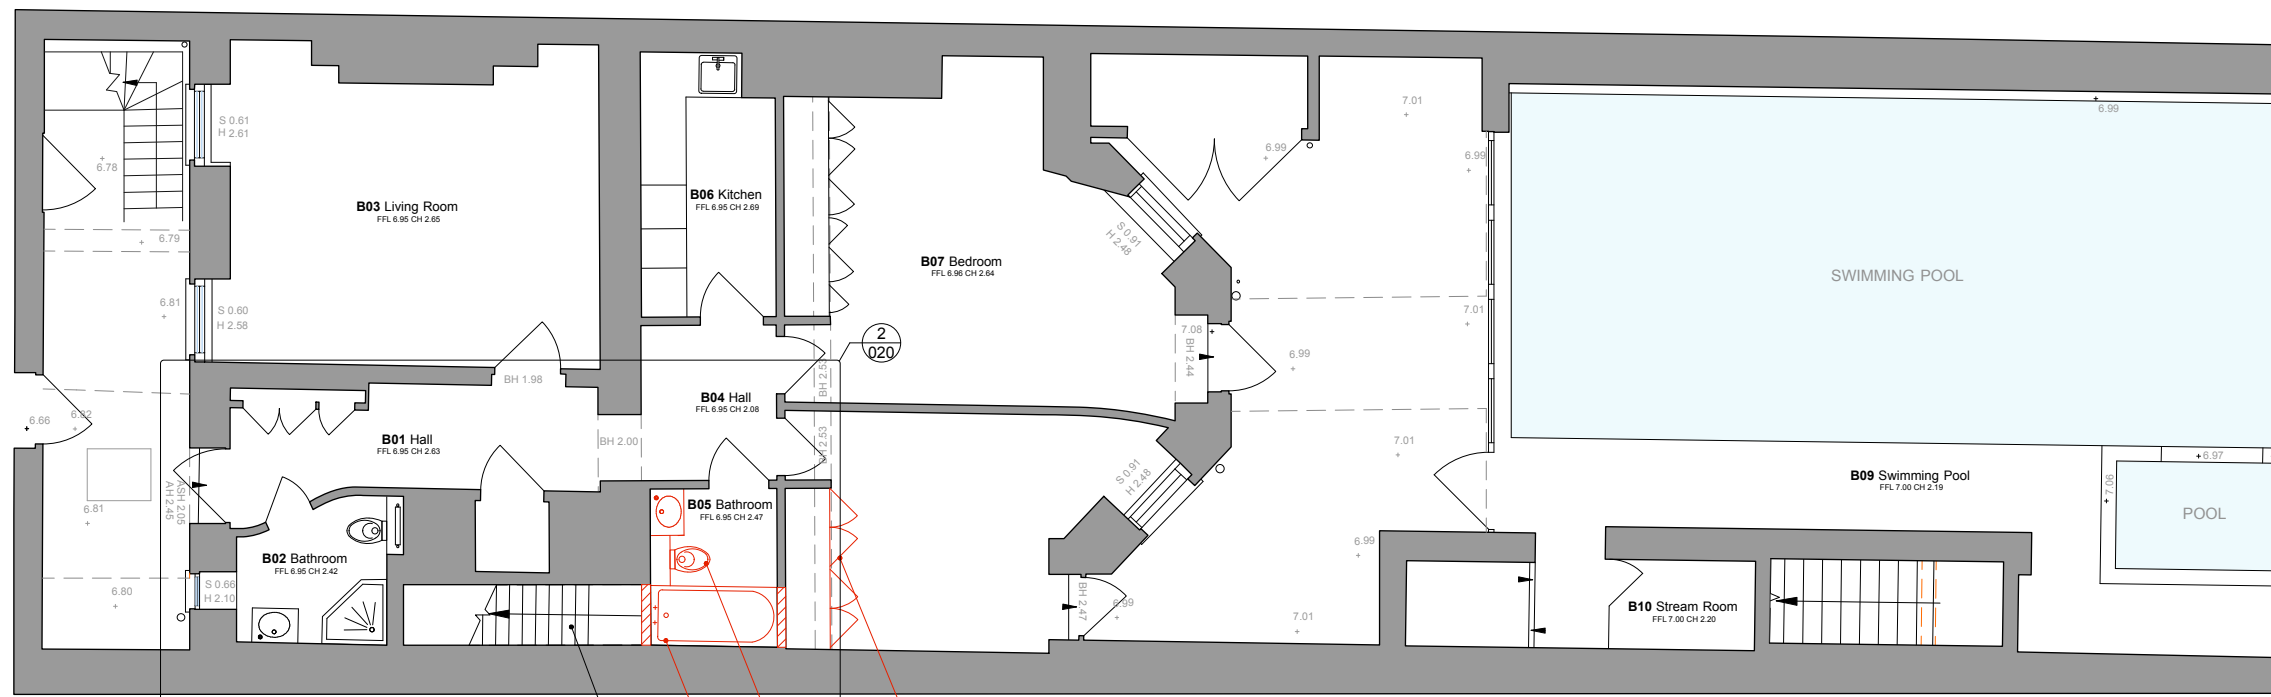 7.01
6.99
S 0.61
H 2.61
6.99
6.99
6.78
B06 Kitchen
FFL 6.95 CH 2.69
B03 Living Room
FFL 6.95 CH 2.65
S 0.91
H 2.48
6.79
B07 Bedroom
FFL 6.96 CH 2.64
SWIMMING POOL
6.81
S 0.60
H 2.58
7.01
7.08
2
020
BH 2.44
6.99
BH 1.98
BH 2.53
B04 Hall
FFL 6.95 CH 2.08
6.66
6.82
B01 Hall
FFL 6.95 CH 2.63
BH 2.00
BH 2.53
7.01
6.97
S 0.91
H 2.48
B09 Swimming Pool
FFL 7.00 CH 2.19
7.06
ASH 2.05
AH 2.45
6.81
B05 Bathroom
FFL 6.95 CH 2.47
POOL
6.99
B02 Bathroom
FFL 6.95 CH 2.42
S 0.66
H 2.10
6.80
BH 2.47
6.99
7.01
B10 Stream Room
FFL 7.00 CH 2.20